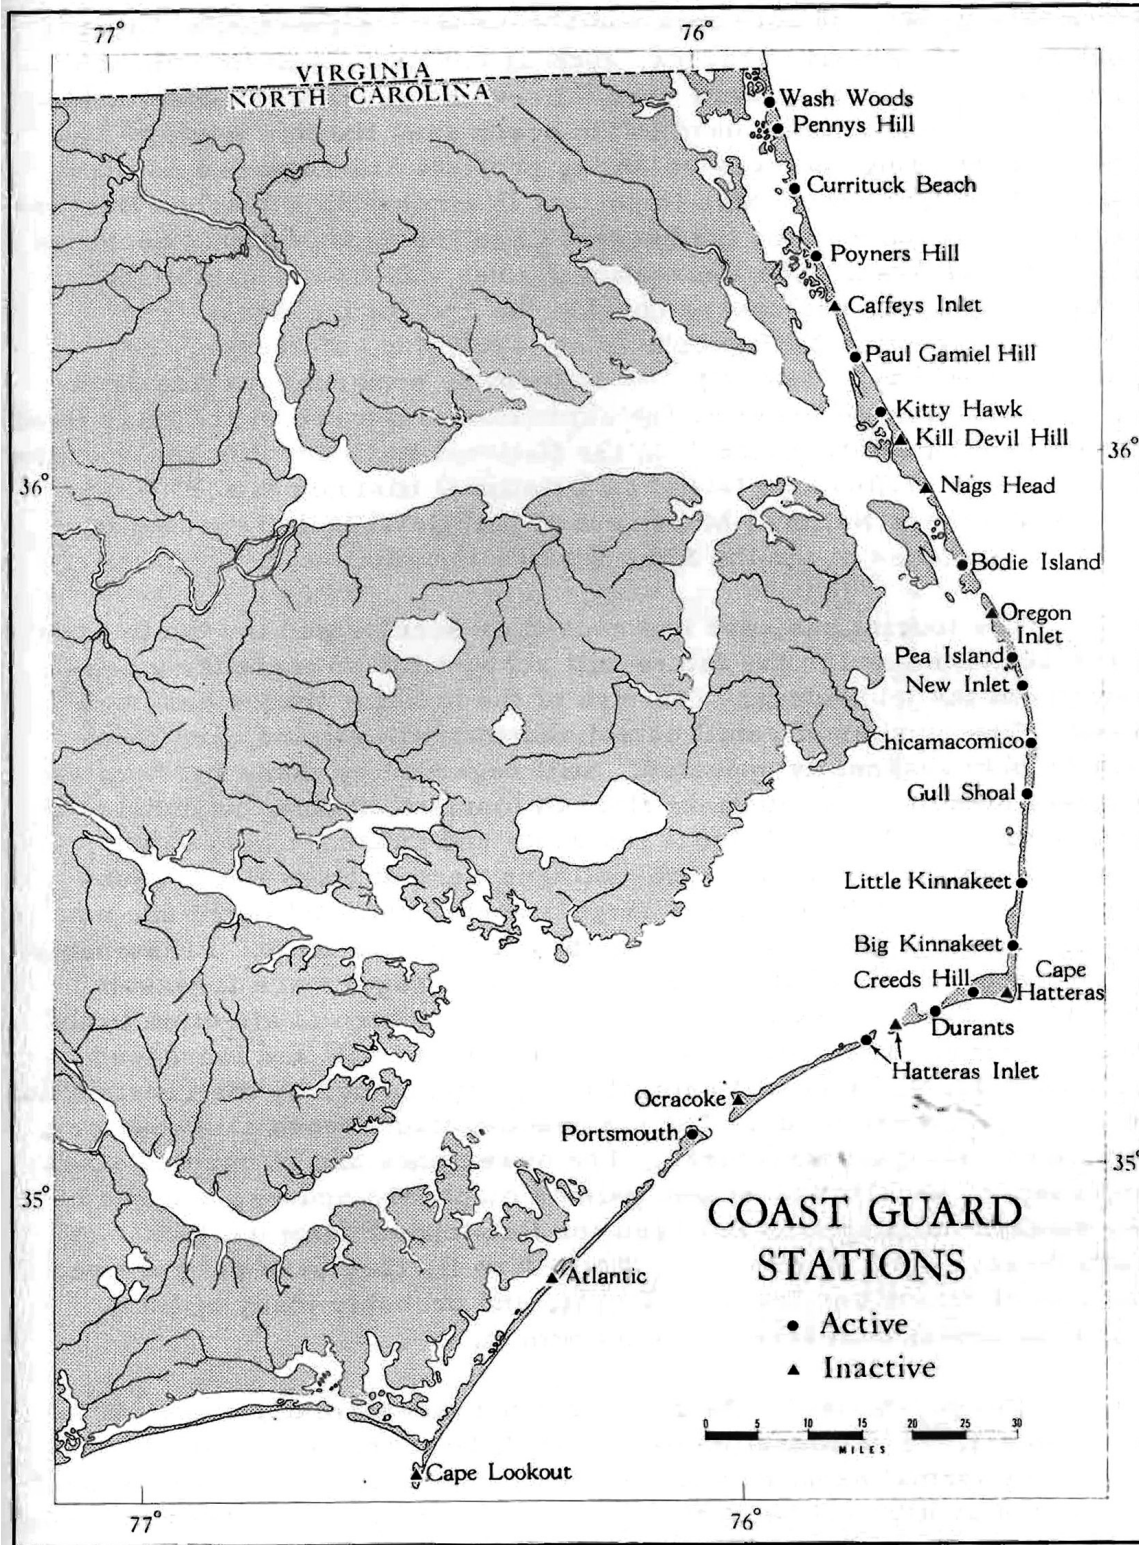 77°
76°
VIRGINIA
NORTH CAROLINA
Wash Woods
Pennys Hill
Currituck Beach
Poyners Hill
Caffeys Inlet
Paul Gamiel Hill
Kitty Hawk
Kill Devil Hill
36°
36°
Nags Head
Bodie Island
Oregon
Inlet
Pea Island
New Inlet
Chicamacomico
Gull Shoal
Little Kinnakeet
Big Kinnakeet
Creeds Hill
Cape
Hatteras
Durants
Hatteras Inlet
Ocracoke
Portsmouth
35°
35°
COAST GUARD
STATIONS
Atlantic
Active
Inactive
0 5 10 15 20 25 30
MILES
Cape Lookout
77°
76°